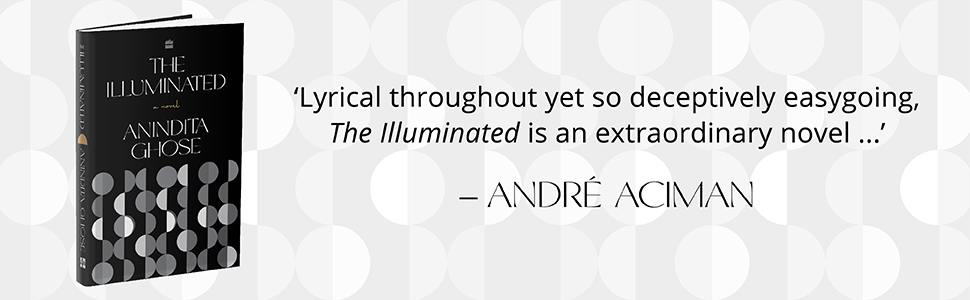 THE
ILLUMINATED
a novel
ANINDITA
GHOSE
THE ILLUMINATED ANINDITA GHOSE
‘Lyrical throughout yet so deceptively easygoing,
The Illuminated is an extraordinary novel ...’
– ANDRÉ ACIMAN